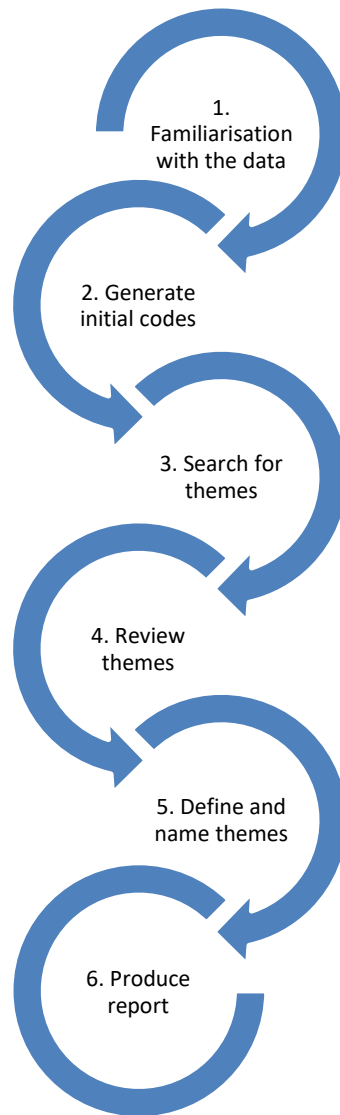 1.
Familiarisation
with the data
2. Generate
initial codes
3. Search for
themes
4. Review
themes
5. Define and
name themes
6. Produce
report